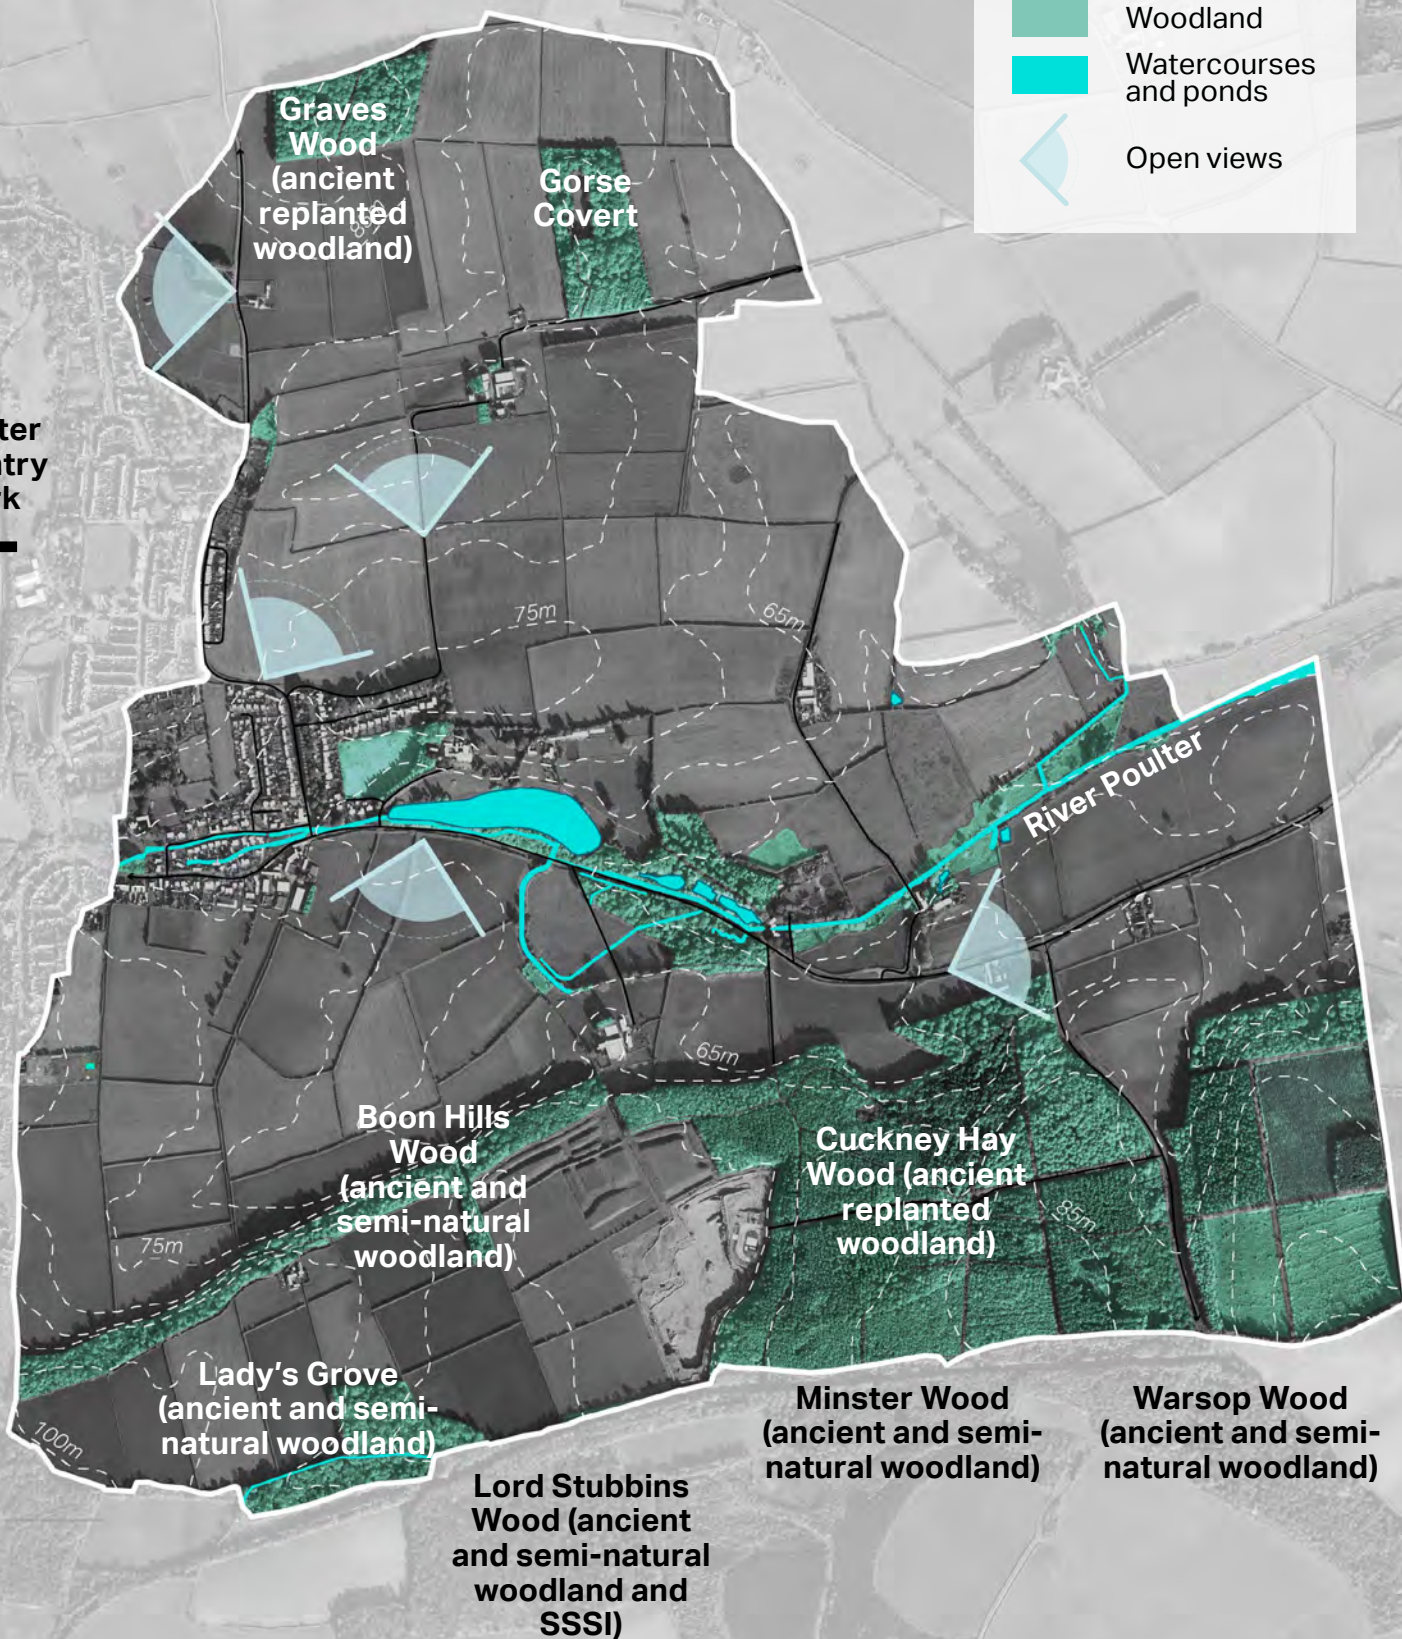 Woodland
Watercourses
and ponds
Open views
Graves
Wood
(ancient
replanted
woodland)
Gorse
Covert
75m
65m
River Poulter
65m
Boon Hills
Wood
(ancient and
semi-natural
woodland)
Cuckney Hay
Wood (ancient
replanted
woodland)
85m
75m
Lady's Grove
(ancient and semi-
natural woodland)
100m
Minster Wood
(ancient and semi-
natural woodland)
Warsop Wood
(ancient and semi-
natural woodland)
Lord Stubbins
Wood (ancient
and semi-natural
woodland and
SSSI)